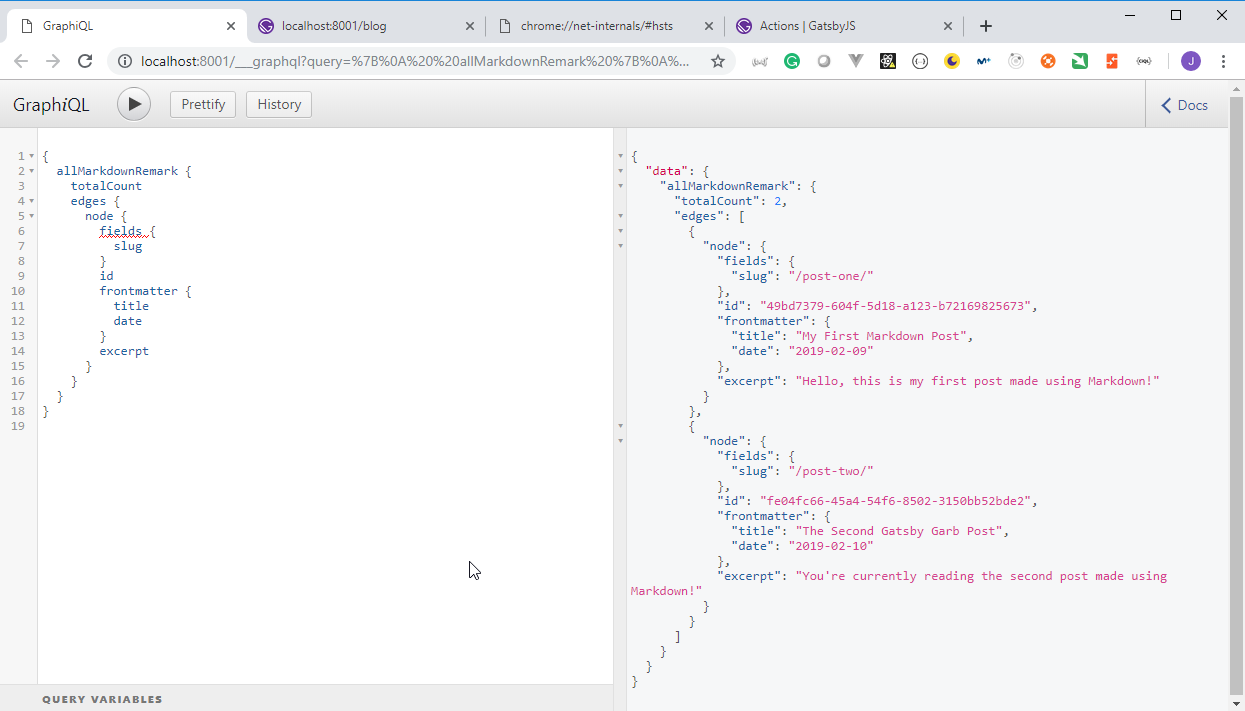 GraphiQL
localhost:8001/blog
chrome://net-internals/#hsts
Actions | GatsbyJS
localhost:8001/___graphql?query=%7B%0A%20%20allMarkdownRemark%20%7B%0A%...
J
GraphiQL
Prettify
History
Docs
1 {
2 allMarkdownRemark {
3 totalCount
4 edges {
5 node {
6 fields {
7 slug
8 }
9 id
10 frontmatter {
11 title
12 date
13 }
14 excerpt
15 }
16 }
17 }
18 }
19
QUERY VARIABLES
{
"data": {
"allMarkdownRemark": {
"totalCount": 2,
"edges": [
{
"node": {
"fields": {
"slug": "/post-one/"
},
"id": "49bd7379-604f-5d18-a123-b72169825673",
"frontmatter": {
"title": "My First Markdown Post",
"date": "2019-02-09"
},
"excerpt": "Hello, this is my first post made using Markdown!"
}
},
{
"node": {
"fields": {
"slug": "/post-two/"
},
"id": "fe04fc66-45a4-54f6-8502-3150bb52bde2",
"frontmatter": {
"title": "The Second Gatsby Garb Post",
"date": "2019-02-10"
},
"excerpt": "You're currently reading the second post made using
Markdown!"
}
}
]
}
}
}